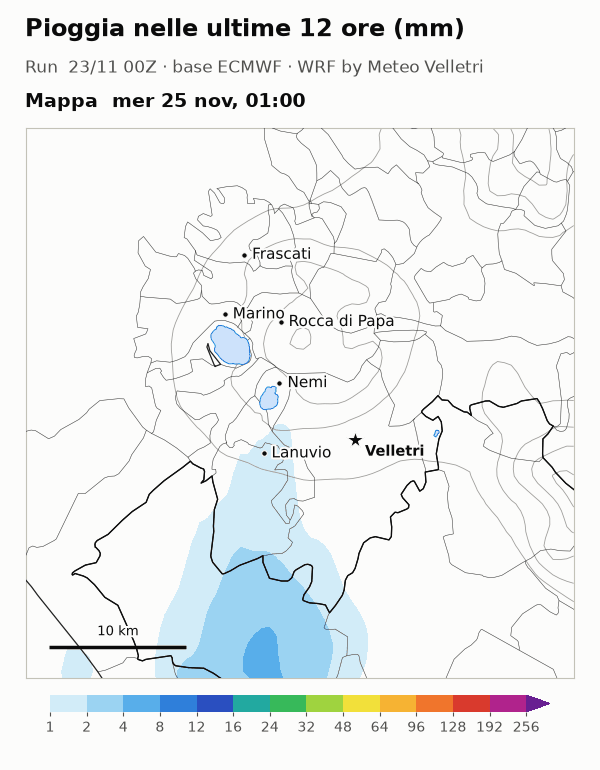 Pioggia nelle ultime 12 ore (mm)
Run  23/11 00Z · base ECMWF · WRF by Meteo Velletri
Mappa  mer 25 nov, 01:00
Frascati
Marino
Rocca di Papa
Nemi
Velletri
Lanuvio
10 km
1 2 4 8 12 16 24 32 48 64 96 128 192 256